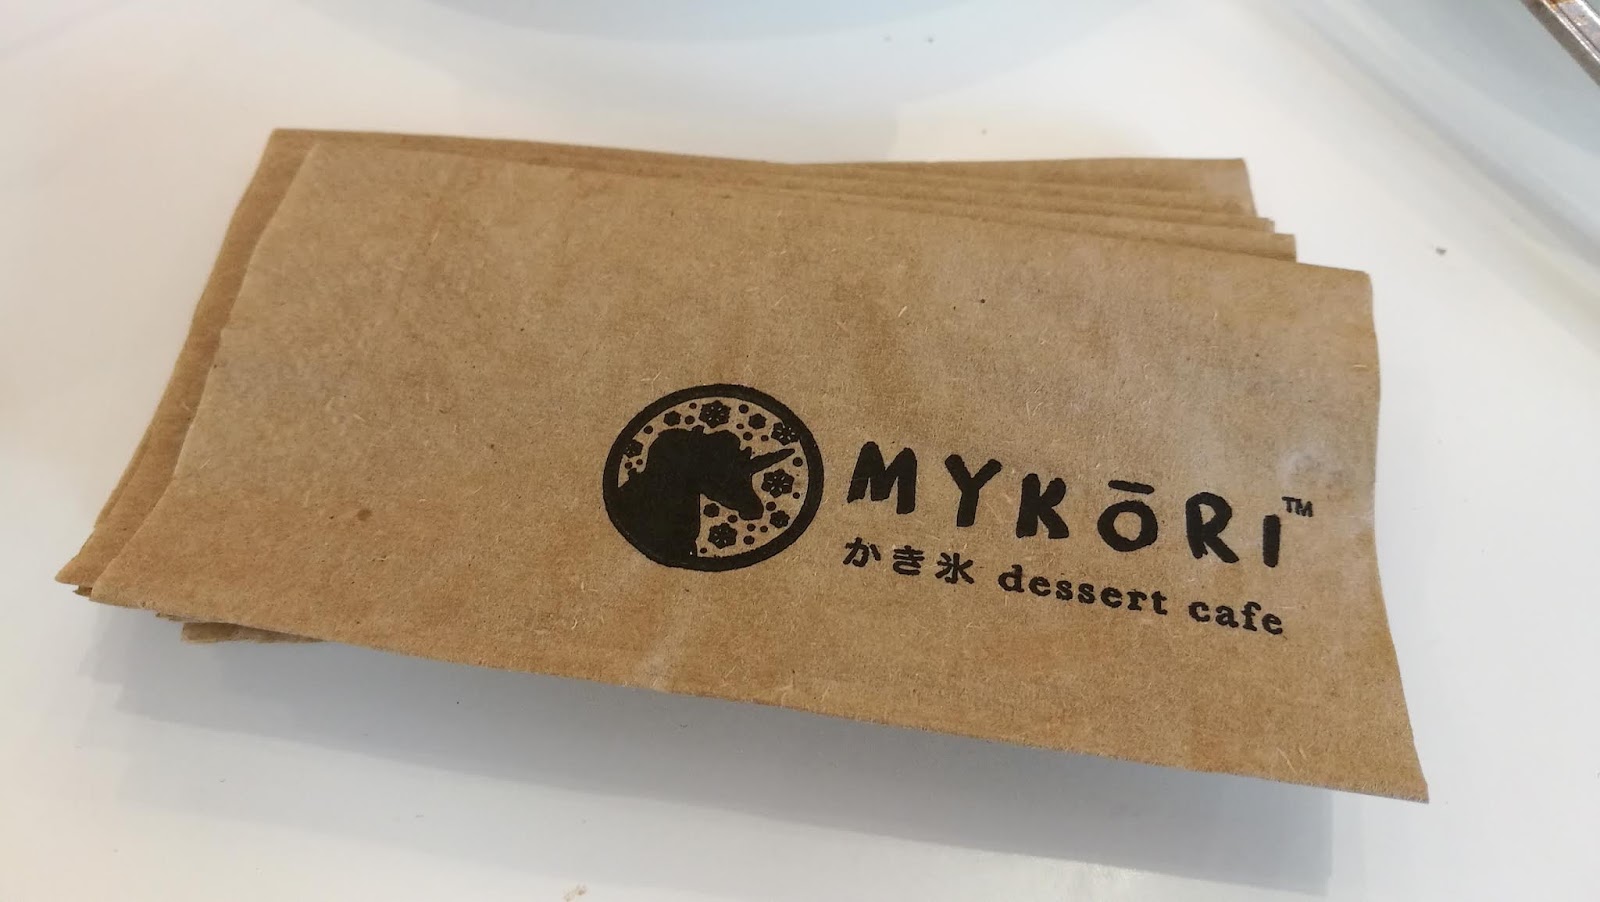 MYKŌRI™
かき氷 dessert cafe